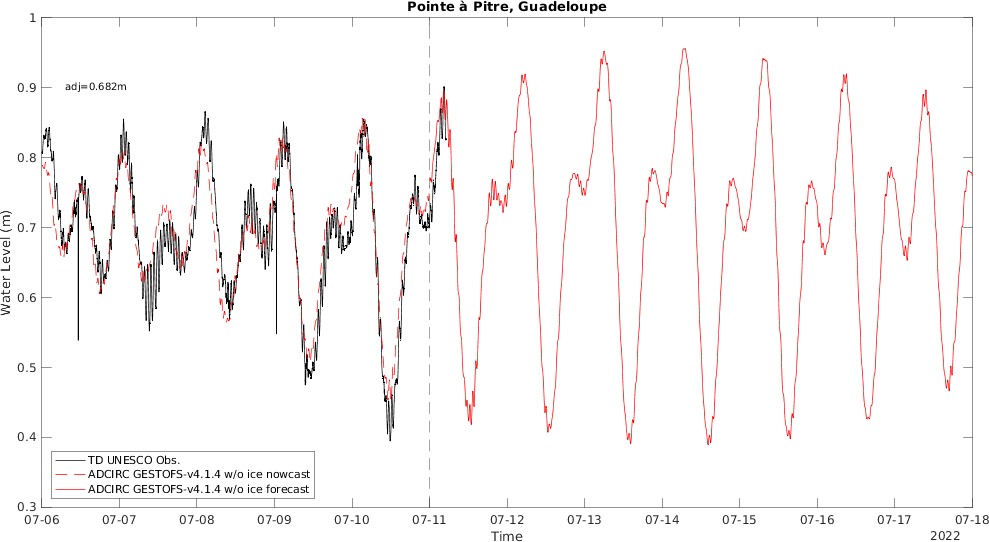 Pointe à Pitre, Guadeloupe
1
0.9
0.8
0.7
0.6
0.5
0.4
0.3
Water Level (m)
adj=0.682m
TD UNESCO Obs.
ADCIRC GESTOFS-v4.1.4 w/o ice nowcast
ADCIRC GESTOFS-v4.1.4 w/o ice forecast
07-06 07-07 07-08 07-09 07-10 07-11 07-12 07-13 07-14 07-15 07-16 07-17 07-18
Time
2022